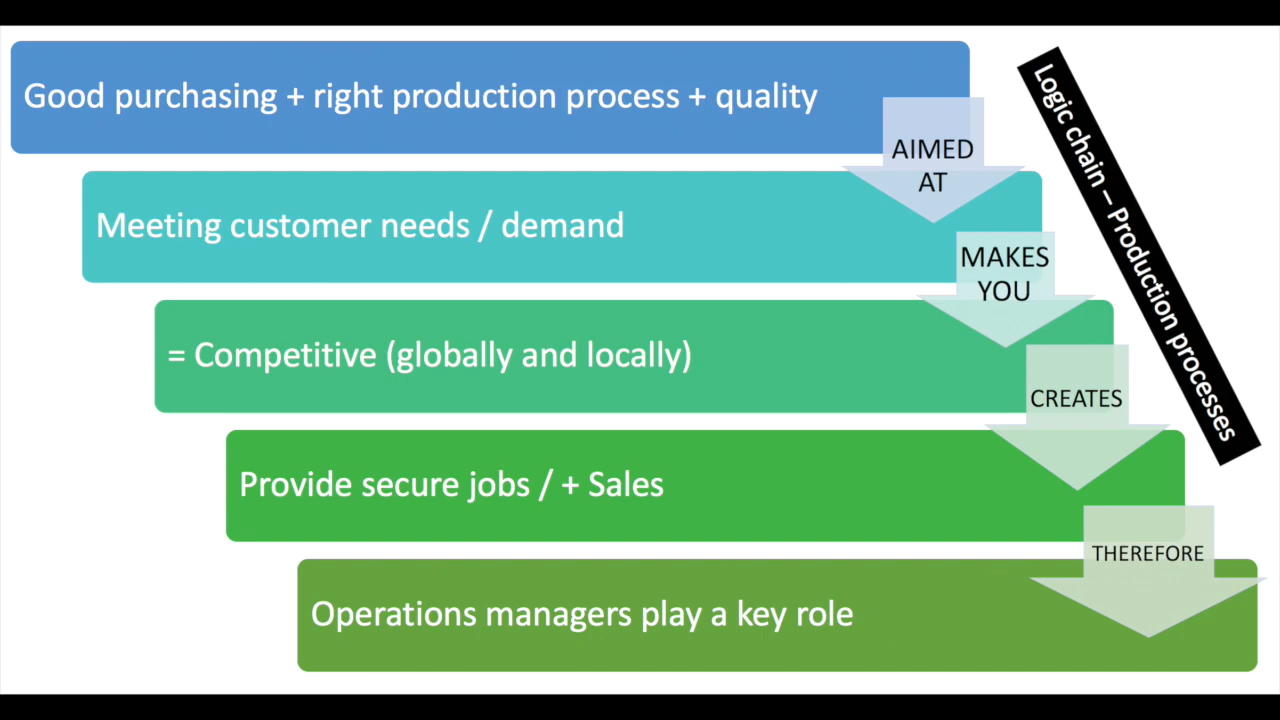 Good purchasing + right production process + quality
AIMED
AT
Meeting customer needs / demand
MAKES
YOU
= Competitive (globally and locally)
CREATES
Provide secure jobs / + Sales
THEREFORE
Operations managers play a key role
Logic chain – Production processes